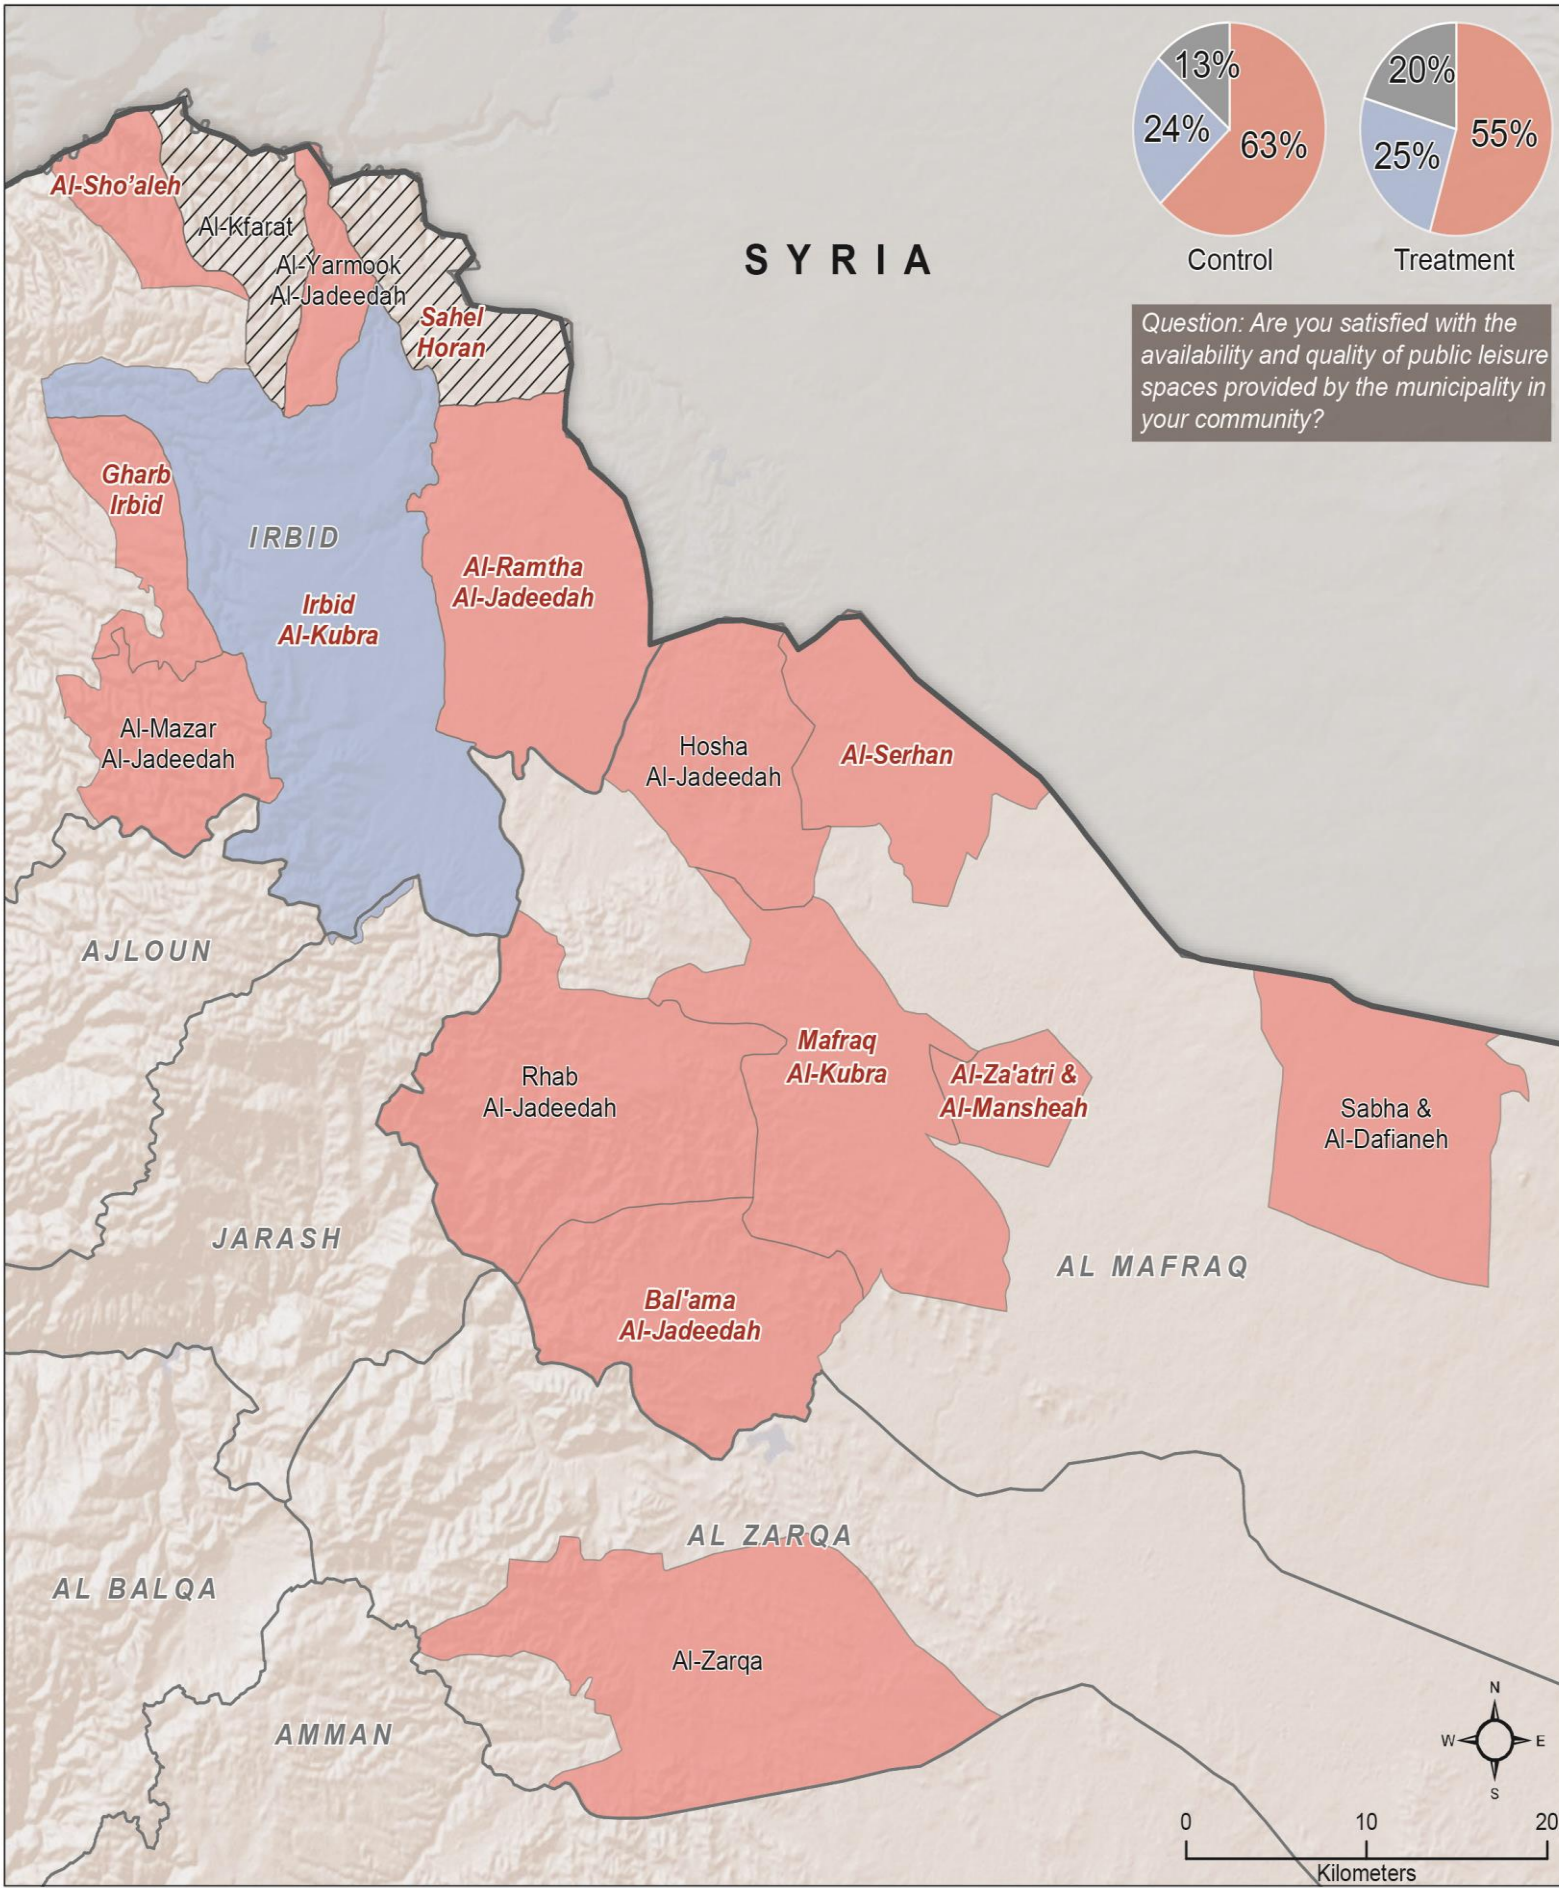 13%
24%
63%
Control
20%
25%
55%
Treatment
Question: Are you satisfied with the
availability and quality of public leisure
spaces provided by the municipality in
your community?
SYRIA
Al-Sho'aleh
Al-Kfarat
Al-Yarmook
Al-Jadeedah
Sahel
Horan
Gharb
Irbid
IRBID
Irbid
Al-Kubra
Al-Ramtha
Al-Jadeedah
Al-Mazar
Al-Jadeedah
Hosha
Al-Jadeedah
Al-Serhan
AJLOUN
Rhab
Al-Jadeedah
Mafraq
Al-Kubra
Al-Za'atri &
Al-Mansheah
Sabha &
Al-Dafianeh
JARASH
AL MAFRAQ
Bal'ama
Al-Jadeedah
AL ZARQA
AL BALQA
Al-Zarqa
AMMAN
N
W
E
S
0
10
20
Kilometers